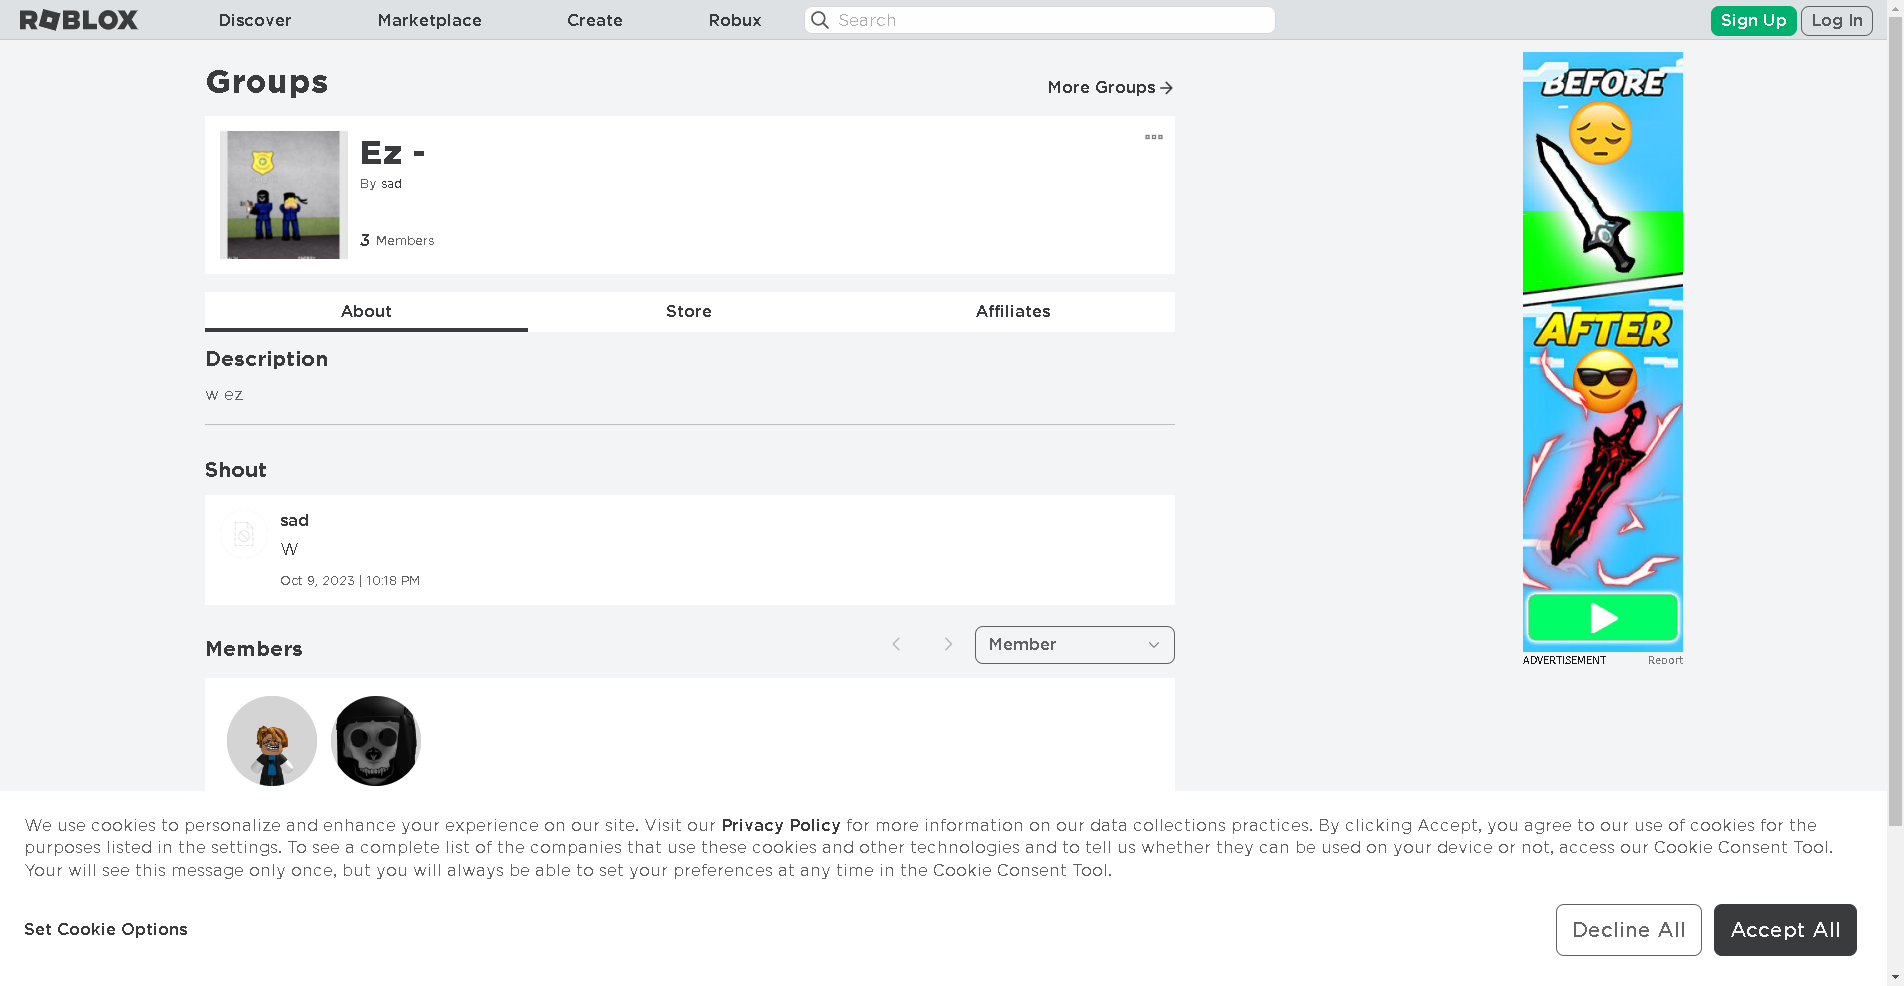 ROBLOX
Discover
Marketplace
Create
Robux
Search
Sign Up
Log In
Groups
More Groups
Ez -
By sad
3 Members
About
Store
Affiliates
Description
w ez
Shout
sad
W
Oct 9, 2023 | 10:18 PM
Members
Member
BEFORE
AFTER
ADVERTISEMENT
Report
We use cookies to personalize and enhance your experience on our site. Visit our Privacy Policy for more information on our data collections practices. By clicking Accept, you agree to our use of cookies for the
purposes listed in the settings. To see a complete list of the companies that use these cookies and other technologies and to tell us whether they can be used on your device or not, access our Cookie Consent Tool.
Your will see this message only once, but you will always be able to set your preferences at any time in the Cookie Consent Tool.
Set Cookie Options
Decline All
Accept All